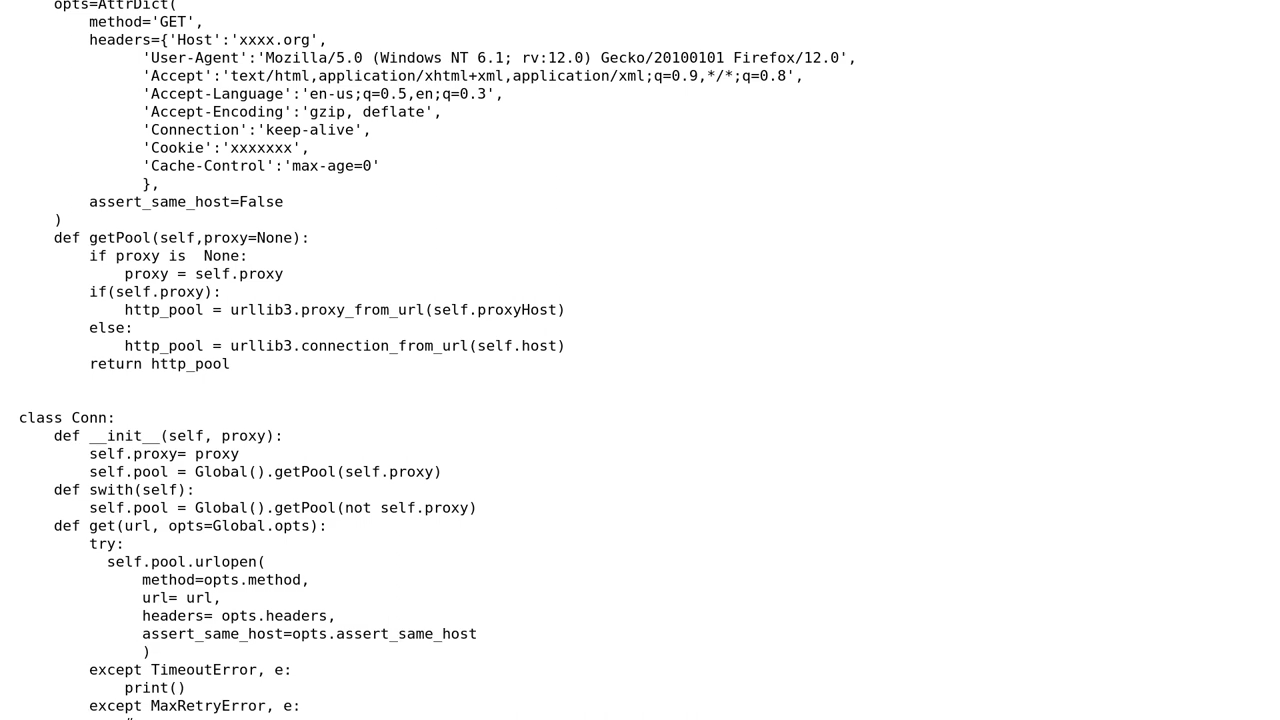 opts=AttrDict(
method='GET',
headers={'Host':'xxxx.org',
'User-Agent':'Mozilla/5.0 (Windows NT 6.1; rv:12.0) Gecko/20100101 Firefox/12.0',
'Accept':'text/html,application/xhtml+xml,application/xml;q=0.9,*/*;q=0.8',
'Accept-Language':'en-us;q=0.5,en;q=0.3',
'Accept-Encoding':'gzip, deflate',
'Connection':'keep-alive',
'Cookie':'xxxxxxx',
'Cache-Control':'max-age=0'
},
assert_same_host=False
)
def getPool(self,proxy=None):
if proxy is  None:
proxy = self.proxy
if(self.proxy):
http_pool = urllib3.proxy_from_url(self.proxyHost)
else:
http_pool = urllib3.connection_from_url(self.host)
return http_pool
class Conn:
def __init__(self, proxy):
self.proxy= proxy
self.pool = Global().getPool(self.proxy)
def swith(self):
self.pool = Global().getPool(not self.proxy)
def get(url, opts=Global.opts):
try:
self.pool.urlopen(
method=opts.method,
url= url,
headers= opts.headers,
assert_same_host=opts.assert_same_host
)
except TimeoutError, e:
print()
except MaxRetryError, e: